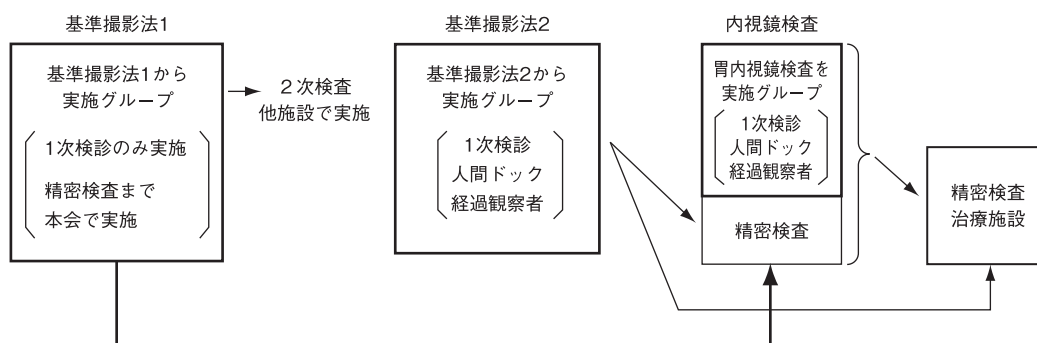 基準撮影法1
基準撮影法1から
実施グループ
1次検診のみ実施
精密検査まで
本会で実施
2次検査
他施設で実施
基準撮影法2
基準撮影法2から
実施グループ
1次検診
人間ドック
経過観察者
内視鏡検査
胃内視鏡検査を
実施グループ
1次検診
人間ドック
経過観察者
精密検査
精密検査
治療施設